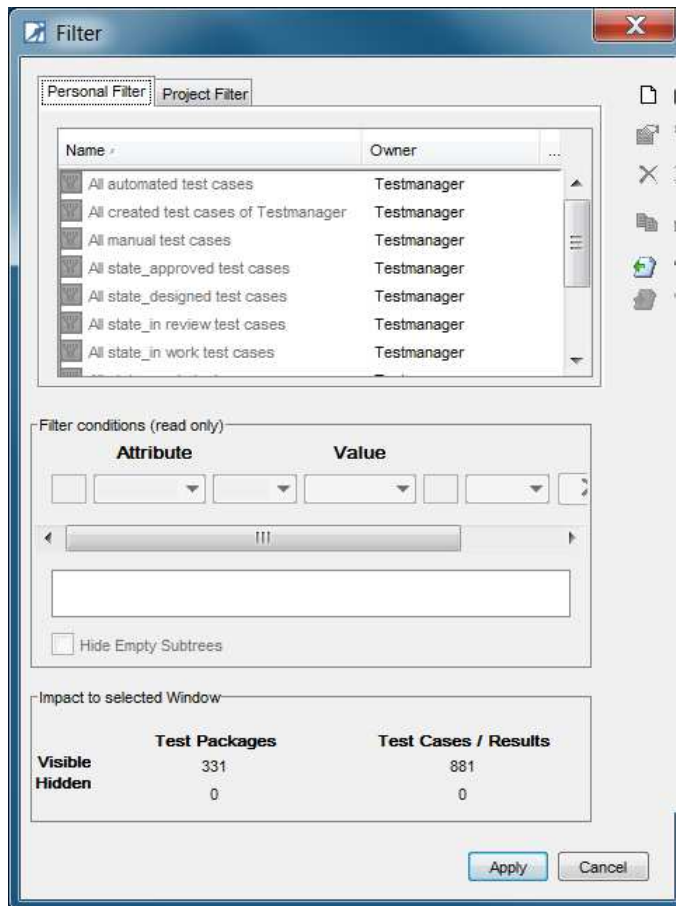 Filter
Personal Filter Project Filter
Name Owner ...
All automated test cases Testmanager
All created test cases of Testmanager Testmanager
All manual test cases Testmanager
All state_approved test cases Testmanager
All state_designed test cases Testmanager
All state_in review test cases Testmanager
All state_in work test cases Testmanager
Filter conditions (read only)
Attribute Value
Hide Empty Subtrees
Impact to selected Window
Test Packages Test Cases / Results
Visible 331 881
Hidden 0 0
Apply Cancel